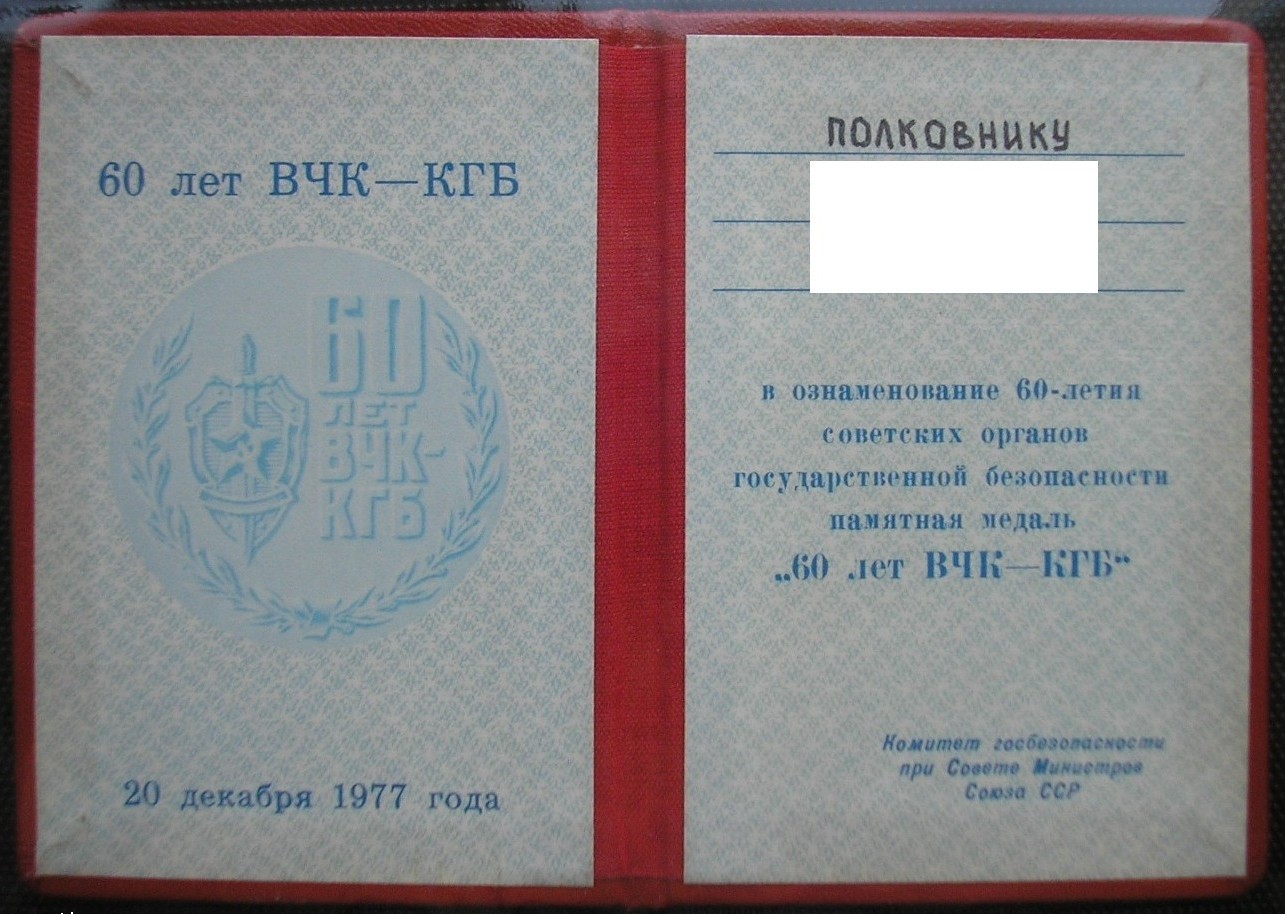 60 лет ВЧК—КГБ
60
ЛЕТ
ВЧК-
КГБ
20 декабря 1977 года
ПОЛКОВНИКУ
в ознаменование 60-летия
советских органов
государственной безопасности
памятная медаль
„60 лет ВЧК—КГБ“
Комитет госбезопасности
при Совете Министров
Союза ССР